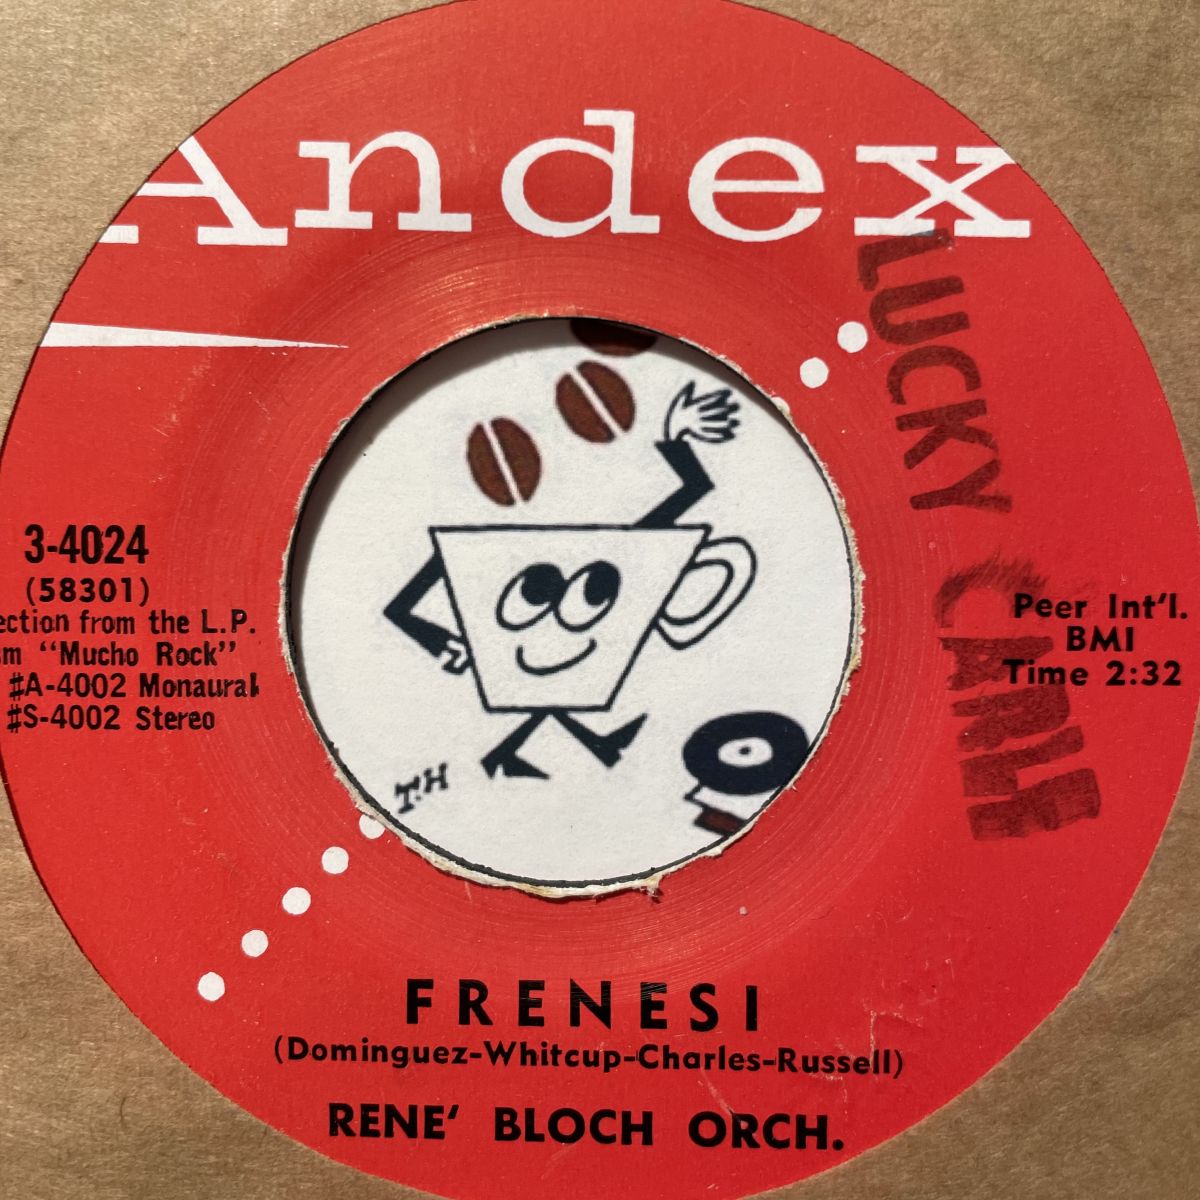 Andex
LUCKY CARLE
3-4024
(58301)
ection from the L.P.
"Mucho Rock"
#A-4002 Monaural
#S-4002 Stereo
Peer Int'l.
BMI
Time 2:32
T.H
FRENESI
(Dominguez-Whitcup-Charles-Russell)
RENE' BLOCH ORCH.